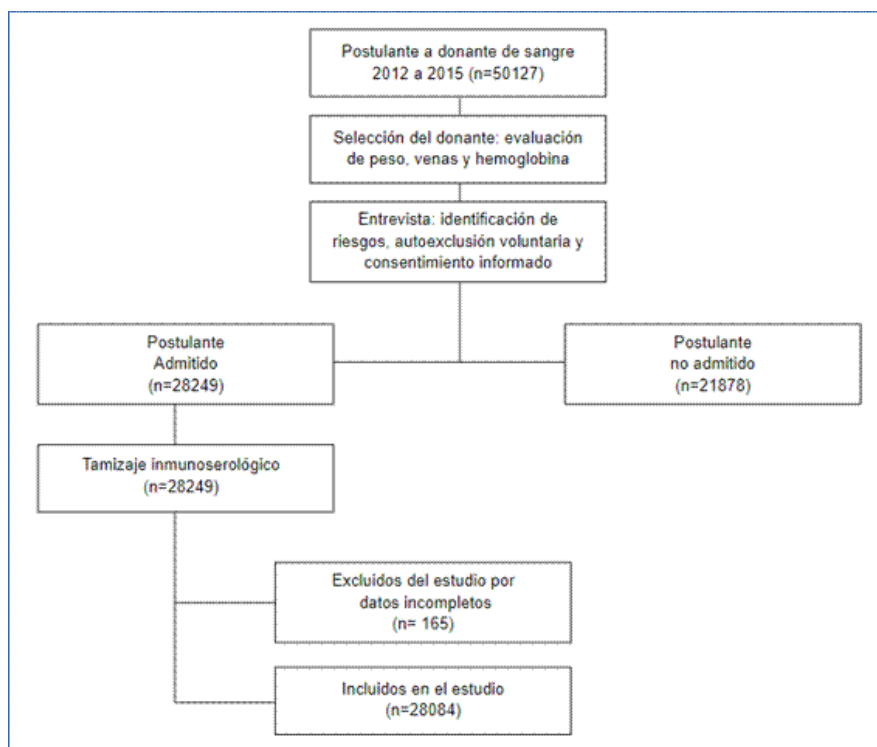 Postulante a donante de sangre
2012 a 2015 (n=50127)
Selección del donante: evaluación
de peso, venas y hemoglobina
Entrevista: identificación de
riesgos, autoexclusión voluntaria y
consentimiento informado
Postulante
Admitido
(n=28249)
Postulante
no admitido
(n=21878)
Tamizaje inmunoserológico
(n=28249)
Excluidos del estudio por
datos incompletos
(n= 165)
Incluidos en el estudio
(n=28084)